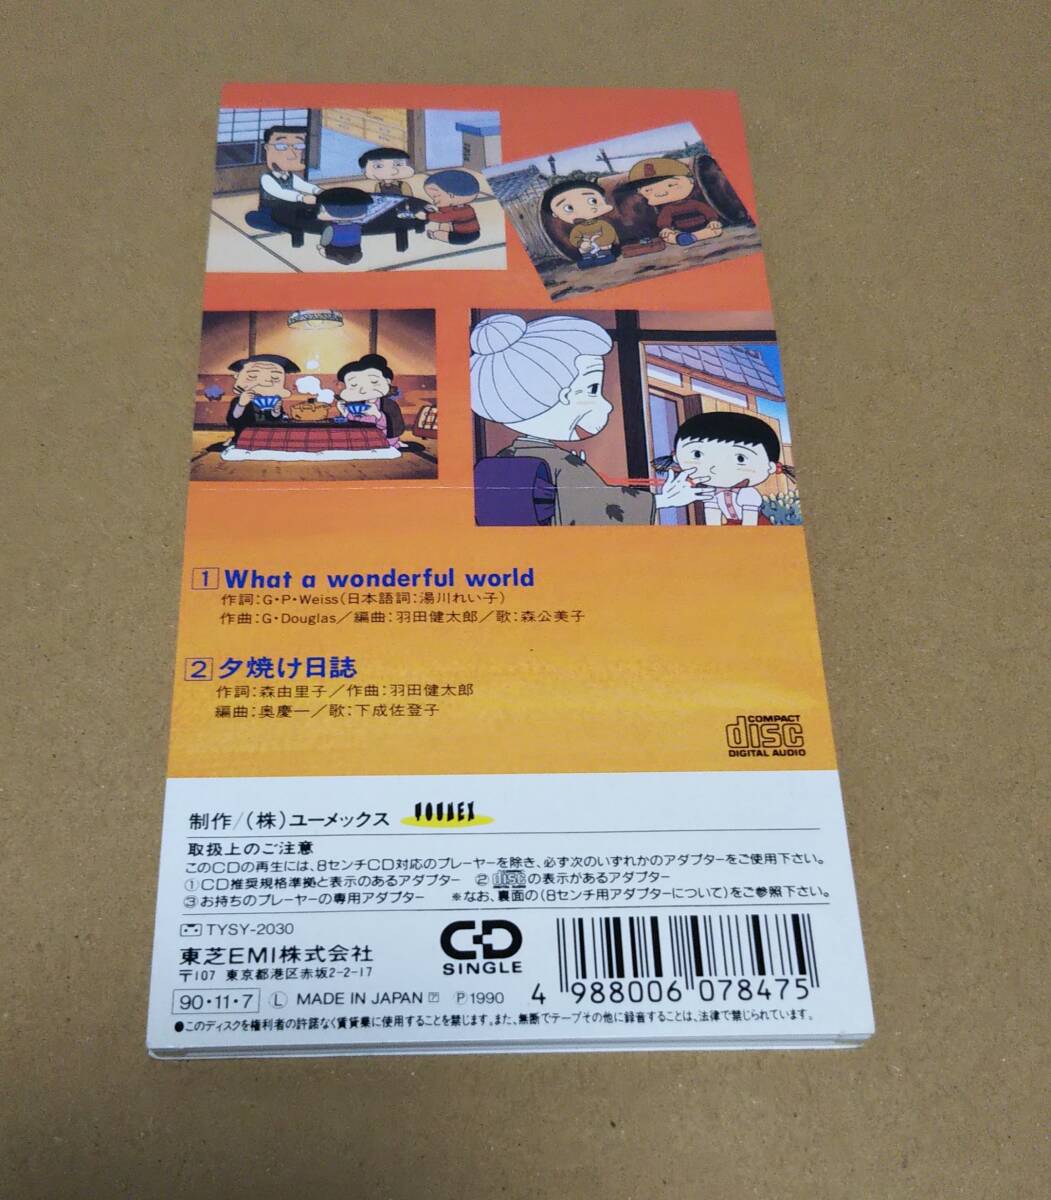 1 What a wonderful world
作詞：G・P・Weiss（日本語詞：湯川れい子）
作曲：G・Douglas／編曲：羽田健太郎／歌：森公美子
2 夕焼け日誌
作詞：森由里子／作曲：羽田健太郎
編曲：奥慶一／歌：下成佐登子
COMPACT
disc
DIGITAL AUDIO
制作/（株）ユーメックス YOUMEX
取扱上のご注意
このCDの再生には、8センチCD対応のプレーヤーを除き、必ず次のいずれかのアダプターをご使用下さい。
①CD推奨規格準拠と表示のあるアダプター ②disc の表示があるアダプター
③お持ちのプレーヤーの専用アダプター ※なお、裏面の（8センチ用アダプターについて）をご参照下さい。
TYSY-2030
東芝EMI株式会社
〒107 東京都港区赤坂2-2-17
CD
SINGLE
90・11・7 Ⓛ MADE IN JAPAN Ⓟ1990
4 988006 078475
●このディスクを権利者の許諾なく賃貸業に使用することを禁じます。また、無断でテープその他に録音することは、法律で禁じられています。